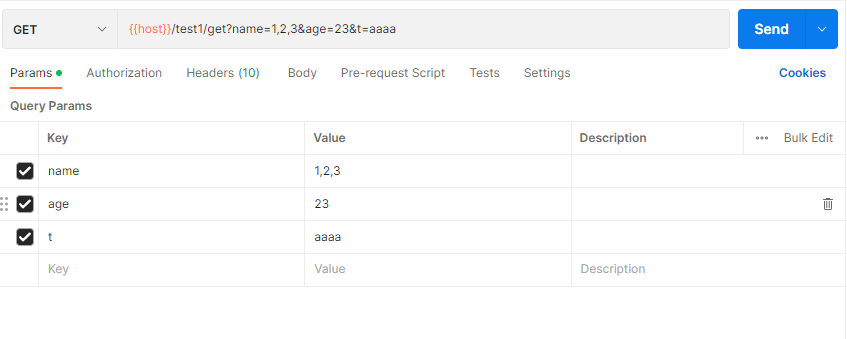 GET {{host}}/test1/get?name=1,2,3&age=23&t=aaaa Send
Params Authorization Headers (10) Body Pre-request Script Tests Settings Cookies
Query Params
Key Value Description Bulk Edit
name 1,2,3
age 23
t aaaa
Key Value Description